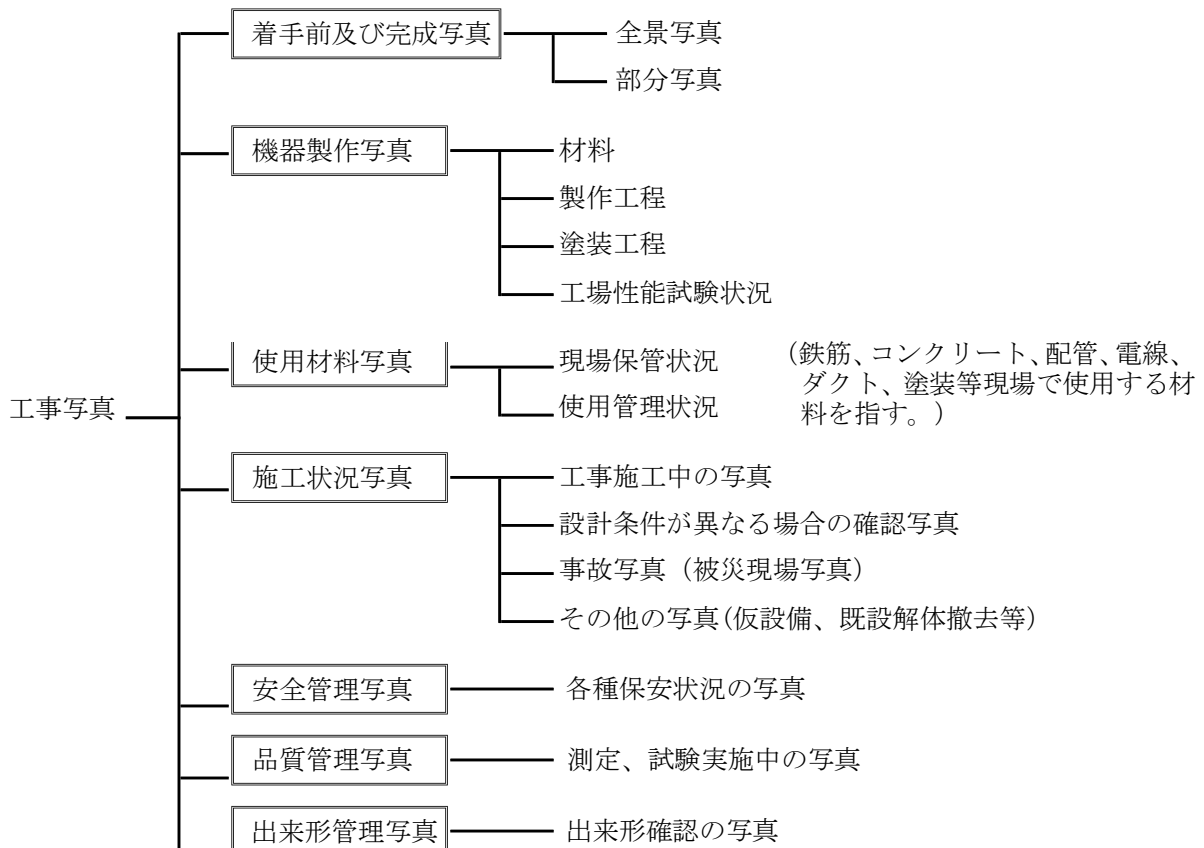 着手前及び完成写真
全景写真
部分写真
機器製作写真
材料
製作工程
塗装工程
工場性能試験状況
使用材料写真
現場保管状況
(鉄筋、コンクリート、配管、電線、
ダクト、塗装等現場で使用する材
料を指す。)
使用管理状況
工事写真
施工状況写真
工事施工中の写真
設計条件が異なる場合の確認写真
事故写真(被災現場写真)
その他の写真(仮設備、既設解体撤去等)
安全管理写真
各種保安状況の写真
品質管理写真
測定、試験実施中の写真
出来形管理写真
出来形確認の写真